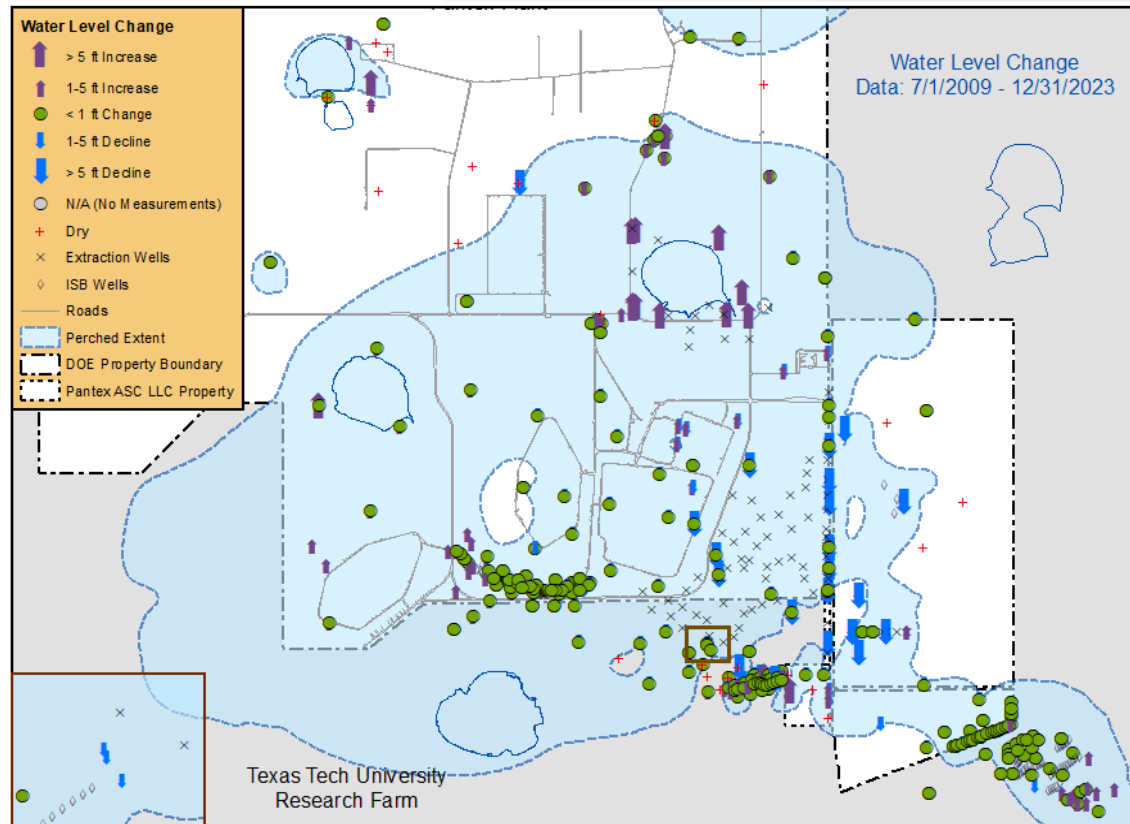 Pantex Plant
Water Level Change
> 5 ft Increase
1-5 ft Increase
< 1 ft Change
1-5 ft Decline
> 5 ft Decline
N/A (No Measurements)
Dry
Extraction Wells
ISB Wells
Roads
Perched Extent
DOE Property Boundary
Pantex ASC LLC Property
Water Level Change
Data: 7/1/2009 - 12/31/2023
Texas Tech University
Research Farm